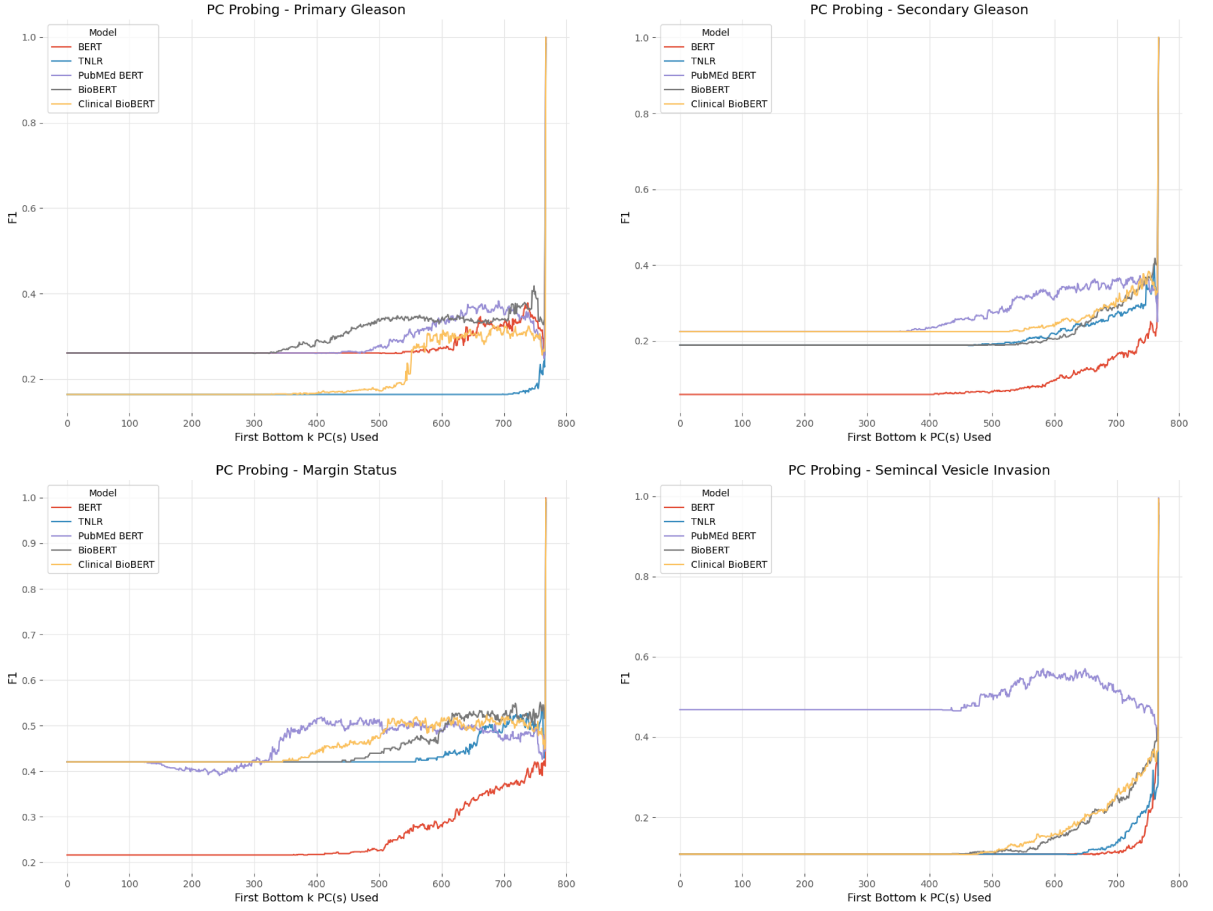 PC Probing - Primary Gleason
Model
BERT
TNLR
PubMEd BERT
BioBERT
Clinical BioBERT
1.0
0.8
0.6
0.4
0.2
F1
0 100 200 300 400 500 600 700 800
First Bottom k PC(s) Used
PC Probing - Secondary Gleason
Model
BERT
TNLR
PubMEd BERT
BioBERT
Clinical BioBERT
1.0
0.8
0.6
0.4
0.2
F1
0 100 200 300 400 500 600 700 800
First Bottom k PC(s) Used
PC Probing - Margin Status
Model
BERT
TNLR
PubMEd BERT
BioBERT
Clinical BioBERT
1.0
0.9
0.8
0.7
0.6
0.5
0.4
0.3
0.2
F1
0 100 200 300 400 500 600 700 800
First Bottom k PC(s) Used
PC Probing - Semincal Vesicle Invasion
Model
BERT
TNLR
PubMEd BERT
BioBERT
Clinical BioBERT
1.0
0.8
0.6
0.4
0.2
F1
0 100 200 300 400 500 600 700 800
First Bottom k PC(s) Used